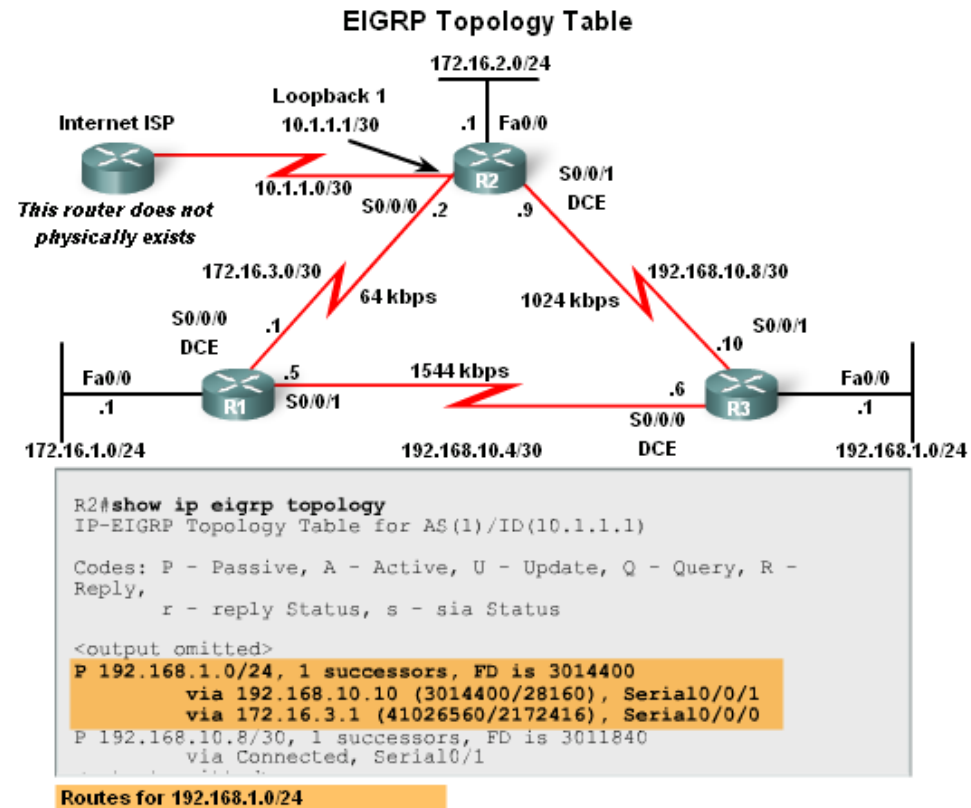 EIGRP Topology Table
172.16.2.0/24
Loopback 1
10.1.1.1/30
Internet ISP
.1
Fa0/0
R2
S0/0/1
DCE
10.1.1.0/30
This router does not
physically exists
S0/0/0
.2
.9
172.16.3.0/30
192.168.10.8/30
64 kbps
1024 kbps
S0/0/0
DCE
.1
S0/0/1
.10
Fa0/0
.1
R1
.5
S0/0/1
1544 kbps
.6
S0/0/0
DCE
R3
Fa0/0
.1
172.16.1.0/24
192.168.10.4/30
192.168.1.0/24
R2#show ip eigrp topology
IP-EIGRP Topology Table for AS(1)/ID(10.1.1.1)
Codes: P - Passive, A - Active, U - Update, Q - Query, R -
Reply,
r - reply Status, s - sia Status
<output omitted>
P 192.168.1.0/24, 1 successors, FD is 3014400
via 192.168.10.10 (3014400/28160), Serial0/0/1
via 172.16.3.1 (41026560/2172416), Serial0/0/0
P 192.168.10.8/30, 1 successors, FD is 3011840
via Connected, Serial0/1
Routes for 192.168.1.0/24